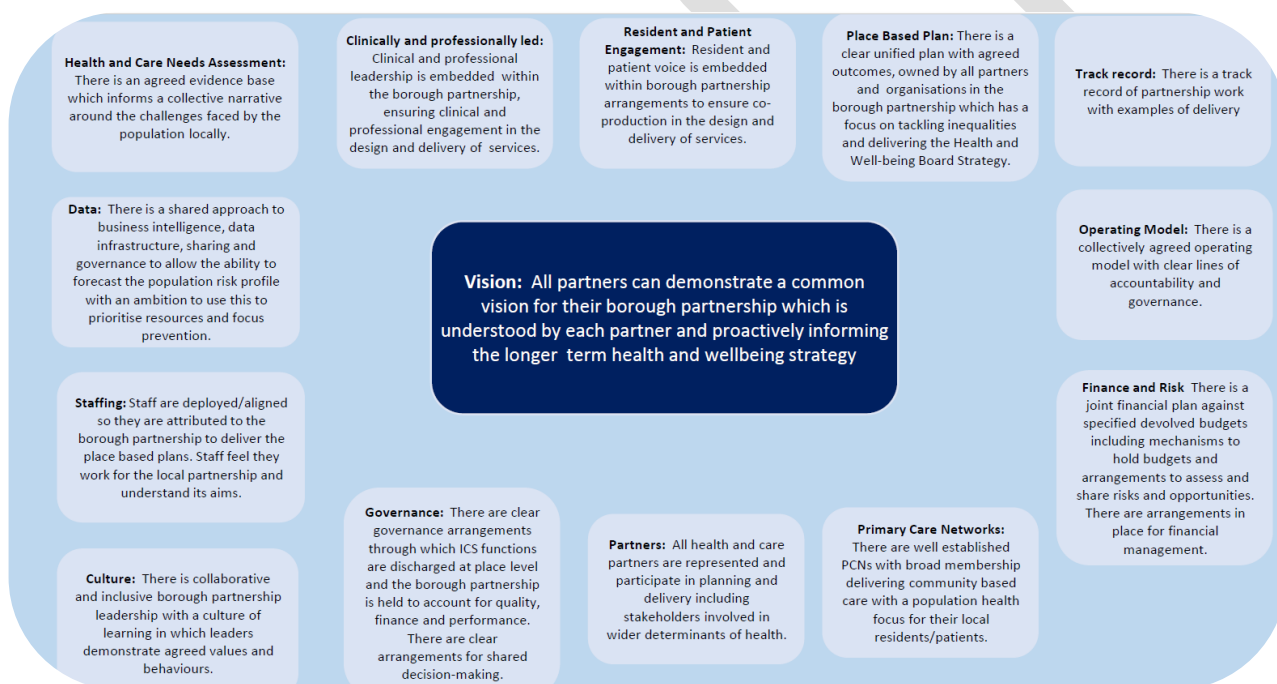 Health and Care Needs Assessment:
There is an agreed evidence base
which informs a collective narrative
around the challenges faced by the
population locally.
Clinically and professionally led:
Clinical and professional
leadership is embedded within
the borough partnership,
ensuring clinical and
professional engagement in the
design and delivery of services.
Resident and Patient
Engagement: Resident and
patient voice is embedded
within borough partnership
arrangements to ensure co-
production in the design and
delivery of services.
Place Based Plan: There is a
clear unified plan with agreed
outcomes, owned by all partners
and organisations in the
borough partnership which has a
focus on tackling inequalities
and delivering the Health and
Well-being Board Strategy.
Track record: There is a track
record of partnership work
with examples of delivery
Data: There is a shared approach to
business intelligence, data
infrastructure, sharing and
governance to allow the ability to
forecast the population risk profile
with an ambition to use this to
prioritise resources and focus
prevention.
Vision: All partners can demonstrate a common
vision for their borough partnership which is
understood by each partner and proactively informing
the longer term health and wellbeing strategy
Operating Model: There is a
collectively agreed operating
model with clear lines of
accountability and
governance.
Staffing: Staff are deployed/aligned
so they are attributed to the
borough partnership to deliver the
place based plans. Staff feel they
work for the local partnership and
understand its aims.
Finance and Risk There is a
joint financial plan against
specified devolved budgets
including mechanisms to
hold budgets and
arrangements to assess and
share risks and opportunities.
There are arrangements in
place for financial
management.
Culture: There is collaborative
and inclusive borough partnership
leadership with a culture of
learning in which leaders
demonstrate agreed values and
behaviours.
Governance: There are clear
governance arrangements
through which ICS functions
are discharged at place level
and the borough partnership
is held to account for quality,
finance and performance.
There are clear
arrangements for shared
decision-making.
Partners: All health and care
partners are represented and
participate in planning and
delivery including
stakeholders involved in
wider determinants of health.
Primary Care Networks:
There are well established
PCNs with broad membership
delivering community based
care with a population health
focus for their local
residents/patients.